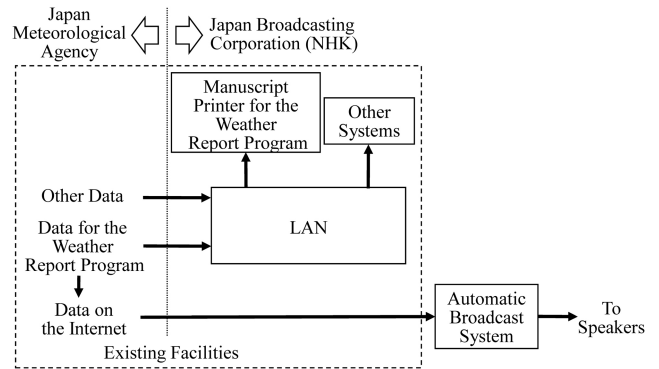 Japan
Meteorological
Agency
Japan Broadcasting
Corporation (NHK)
Manuscript
Printer for the
Weather
Report Program
Other
Systems
Other Data
LAN
Data for the
Weather
Report Program
Data on
the Internet
Automatic
Broadcast
System
To
Speakers
Existing Facilities